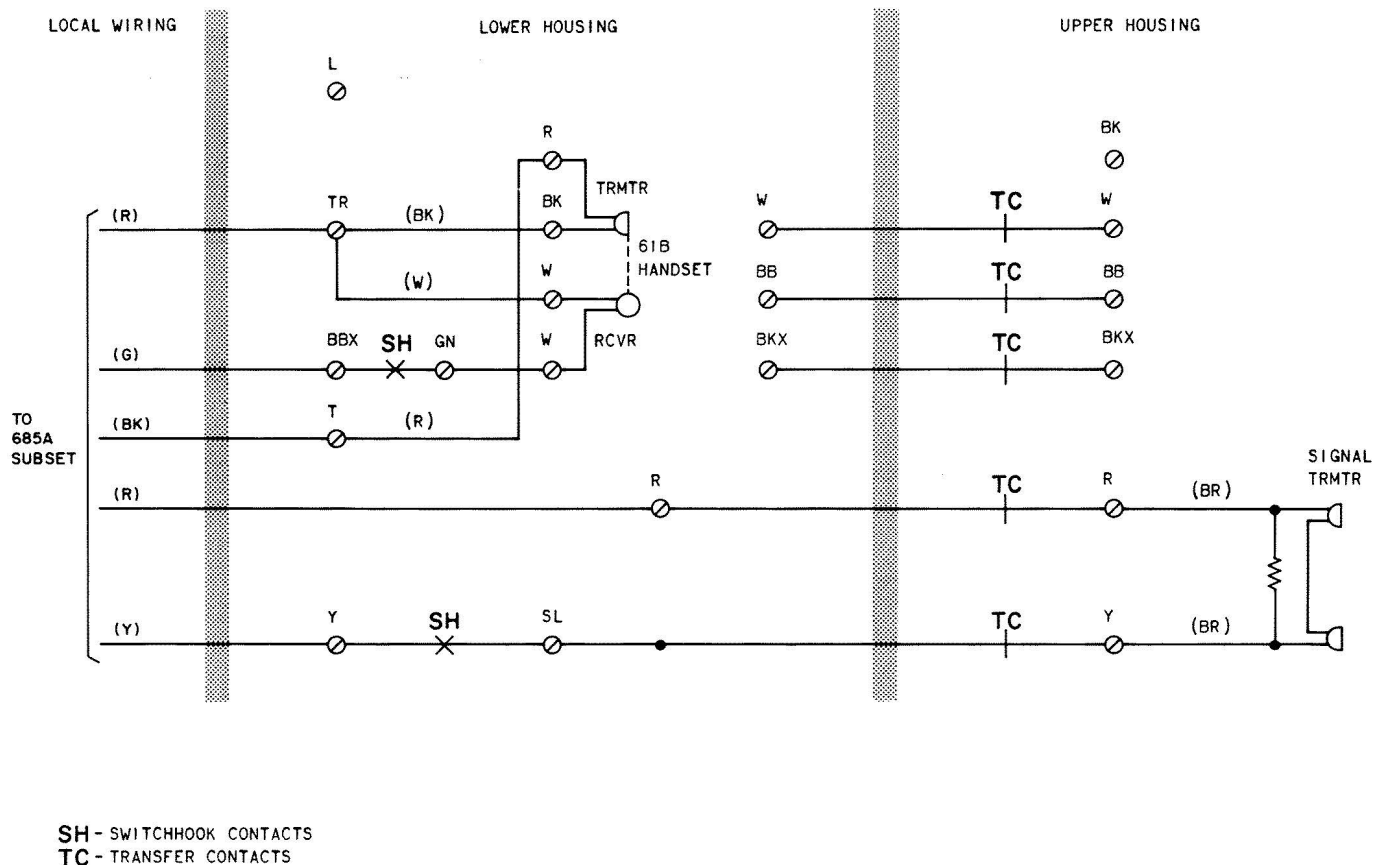 LOCAL WIRING
LOWER HOUSING
UPPER HOUSING
L
R
BK
TRMTR
(R)
TR
(BK)
BK
W
TC
W
61B
HANDSET
(W)
W
BB
TC
BB
(G)
BBX
SH
GN
W
RCVR
BKX
TC
BKX
TO
685A
SUBSET
(BK)
T
(R)
(R)
R
TC
R
(BR)
SIGNAL
TRMTR
(Y)
Y
SH
SL
TC
Y
(BR)
SH - SWITCHHOOK CONTACTS
TC - TRANSFER CONTACTS